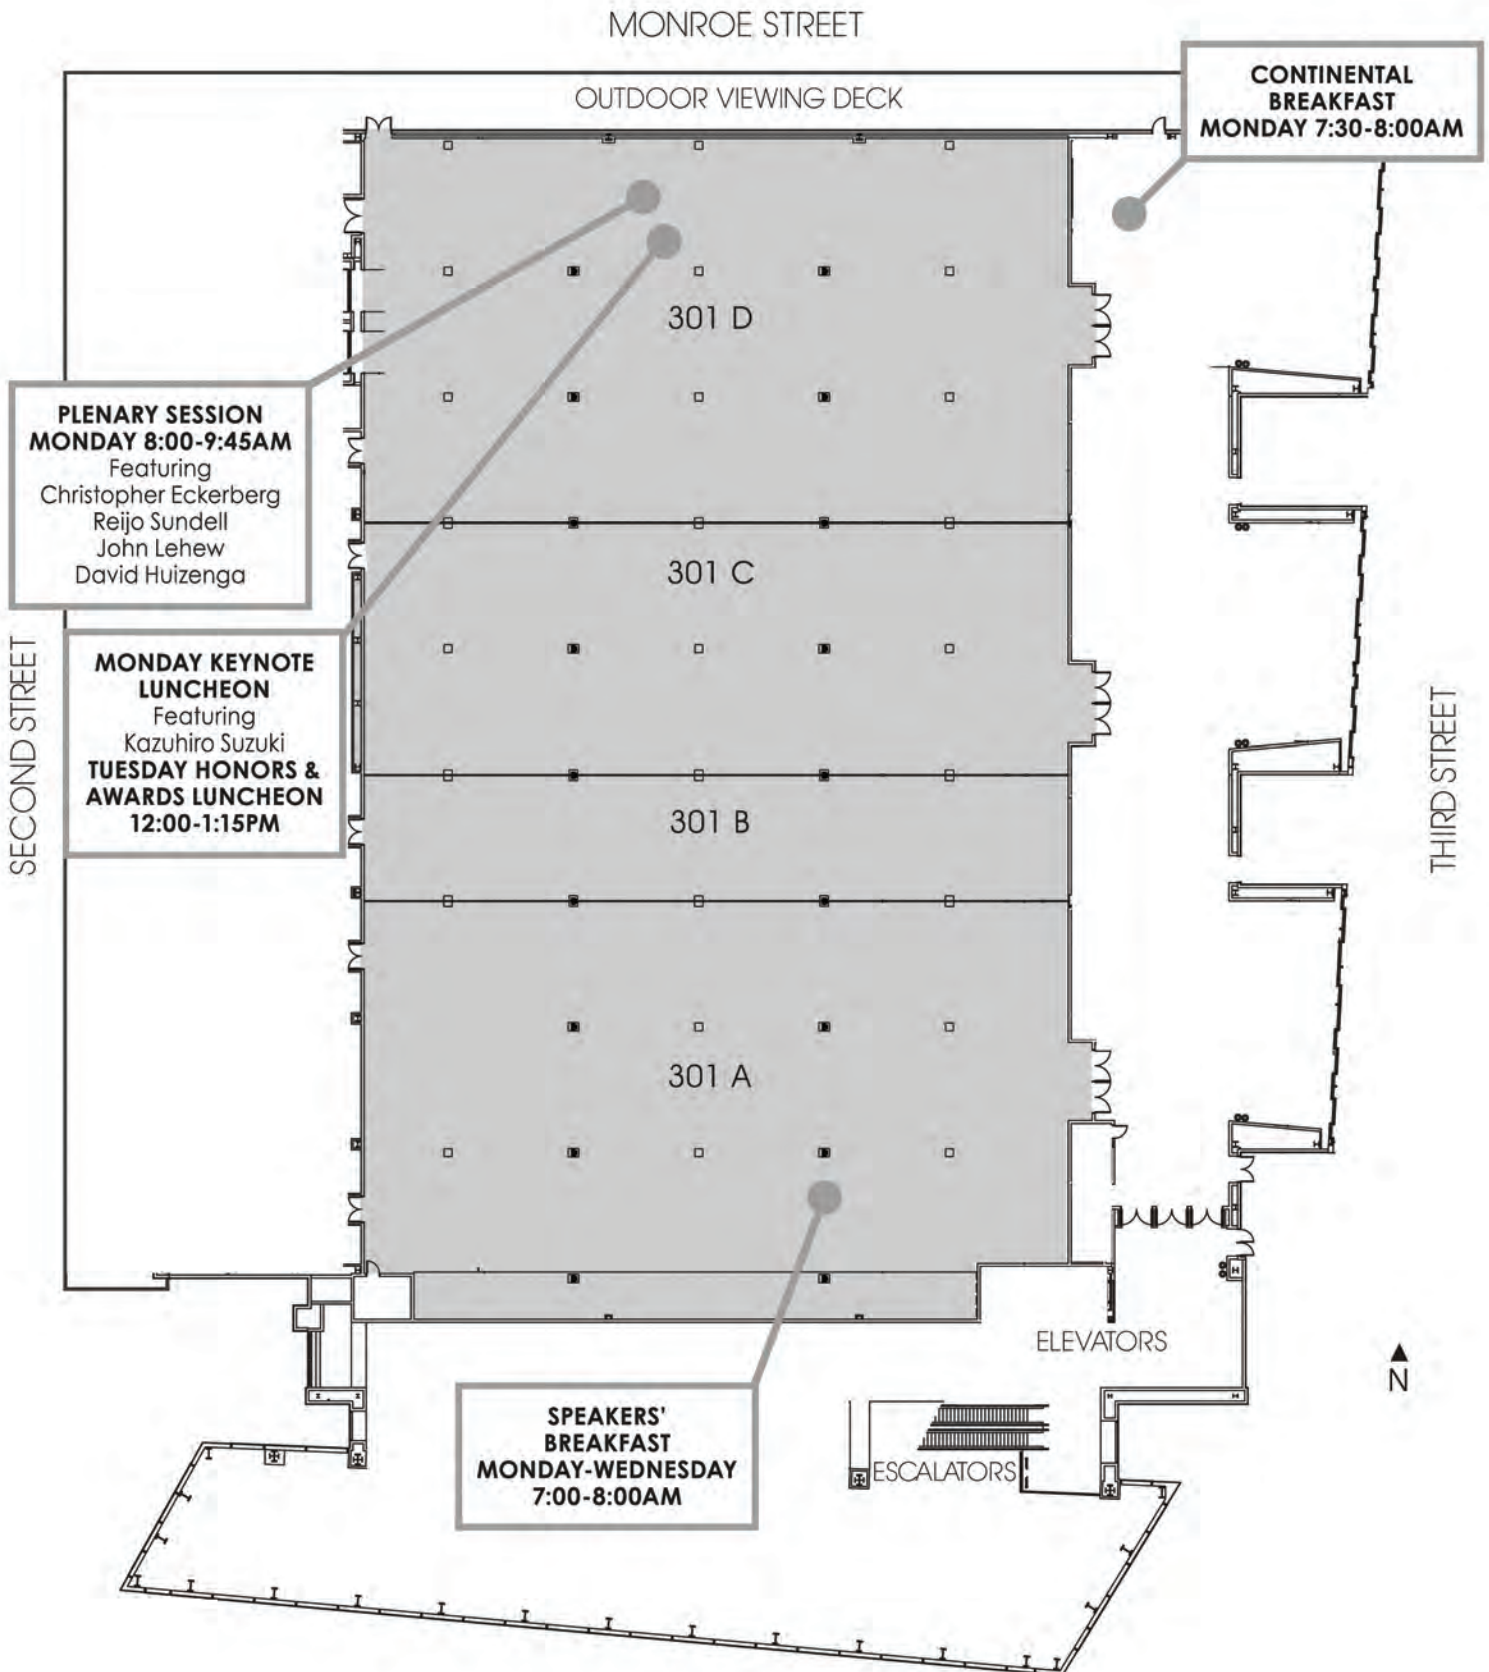 MONROE STREET
OUTDOOR VIEWING DECK
CONTINENTAL
BREAKFAST
MONDAY 7:30-8:00AM
301 D
PLENARY SESSION
MONDAY 8:00-9:45AM
Featuring
Christopher Eckerberg
Reijo Sundell
John Lehew
David Huizenga
301 C
SECOND STREET
MONDAY KEYNOTE
LUNCHEON
Featuring
Kazuhiro Suzuki
TUESDAY HONORS &
AWARDS LUNCHEON
12:00-1:15PM
THIRD STREET
301 B
301 A
ELEVATORS
N
SPEAKERS'
BREAKFAST
MONDAY-WEDNESDAY
7:00-8:00AM
ESCALATORS